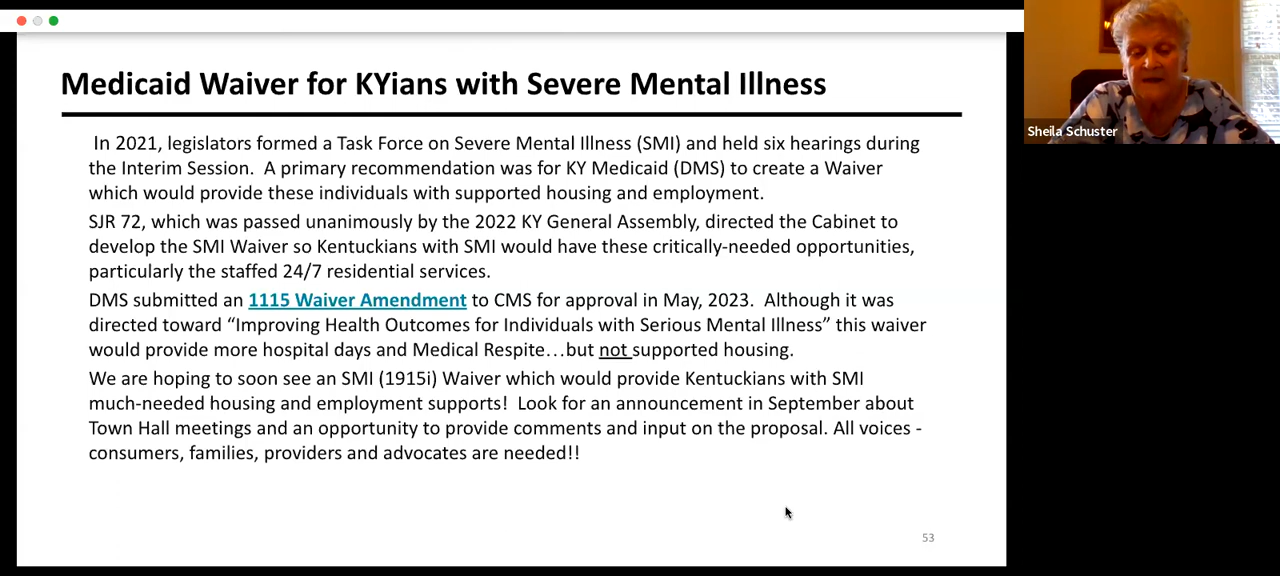 Medicaid Waiver for KYians with Severe Mental Illness
In 2021, legislators formed a Task Force on Severe Mental Illness (SMI) and held six hearings during
the Interim Session.  A primary recommendation was for KY Medicaid (DMS) to create a Waiver
which would provide these individuals with supported housing and employment.
SJR 72, which was passed unanimously by the 2022 KY General Assembly, directed the Cabinet to
develop the SMI Waiver so Kentuckians with SMI would have these critically-needed opportunities,
particularly the staffed 24/7 residential services.
DMS submitted an 1115 Waiver Amendment to CMS for approval in May, 2023.  Although it was
directed toward “Improving Health Outcomes for Individuals with Serious Mental Illness” this waiver
would provide more hospital days and Medical Respite…but not supported housing.
We are hoping to soon see an SMI (1915i) Waiver which would provide Kentuckians with SMI
much-needed housing and employment supports!  Look for an announcement in September about
Town Hall meetings and an opportunity to provide comments and input on the proposal. All voices -
consumers, families, providers and advocates are needed!!
53
Sheila Schuster